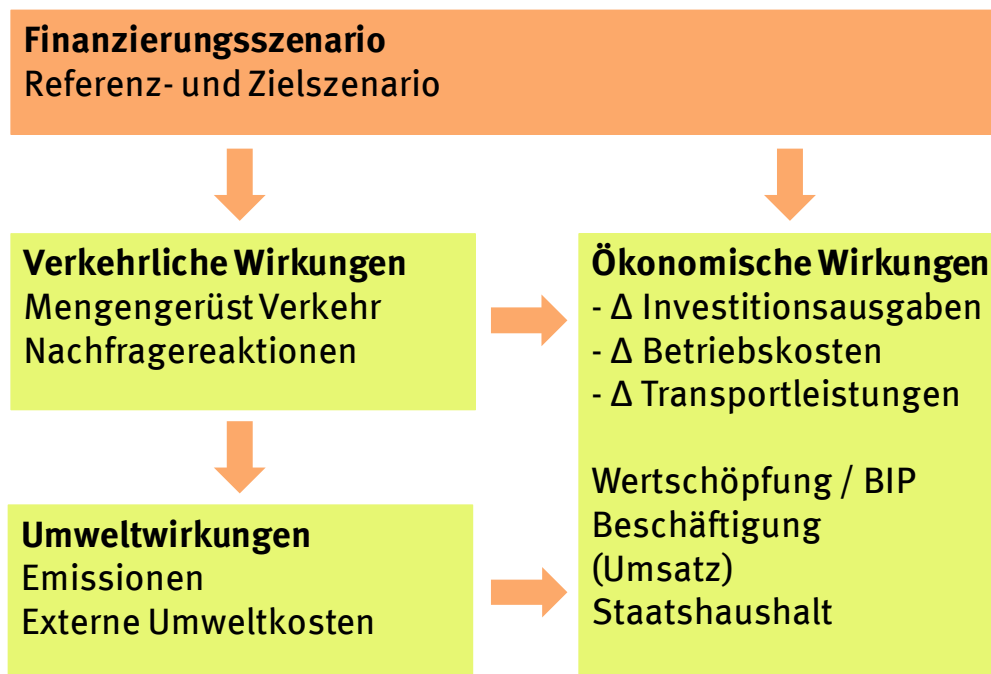 Finanzierungsszenario
Referenz- und Zielszenario
Verkehrliche Wirkungen
Mengengerüst Verkehr
Nachfragereaktionen
Umweltwirkungen
Emissionen
Externe Umweltkosten
Ökonomische Wirkungen
- Δ Investitionsausgaben
- Δ Betriebskosten
- Δ Transportleistungen
Wertschöpfung / BIP
Beschäftigung
(Umsatz)
Staatshaushalt